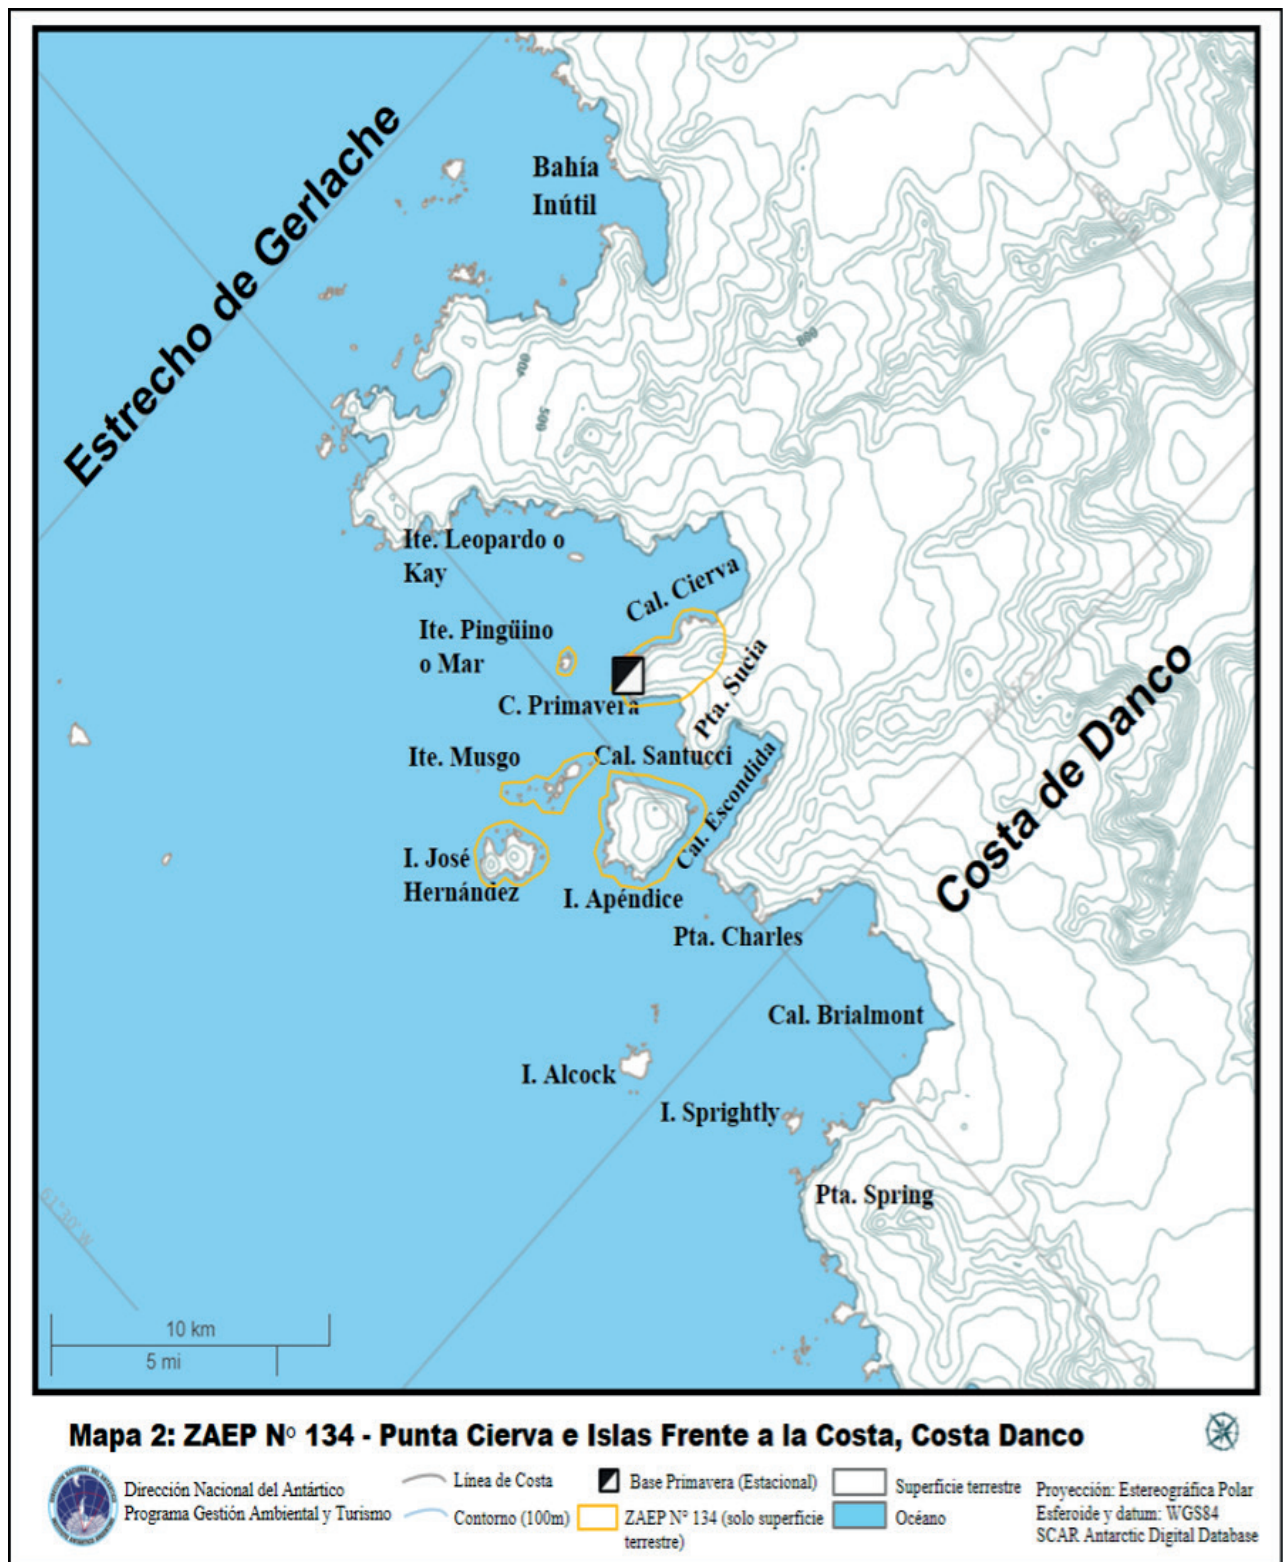 Estrecho de Gerlache
Bahía
Inútil
400
500
800
Ite. Leopardo o
Kay
Cal. Cierva
Ite. Pingüino
o Mar
C. Primavera
Pta. Sucia
Ite. Musgo
Cal. Santucci
Cal. Escondida
I. José
Hernández
I. Apéndice
Costa de Danco
Pta. Charles
Cal. Brialmont
I. Alcock
I. Sprightly
Pta. Spring
61°30' W
10 km
5 mi
Mapa 2: ZAEP Nº 134 - Punta Cierva e Islas Frente a la Costa, Costa Danco
Dirección Nacional del Antártico
Programa Gestión Ambiental y Turismo
Línea de Costa
Contorno (100m)
Base Primavera (Estacional)
ZAEP Nº 134 (solo superficie
terrestre)
Superficie terrestre
Océano
Proyección: Estereográfica Polar
Esferoide y datum: WGS84
SCAR Antarctic Digital Database